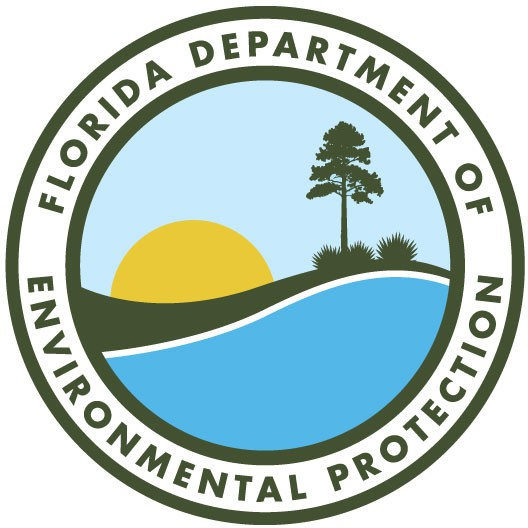 FLORIDA DEPARTMENT OF
ENVIRONMENTAL PROTECTION